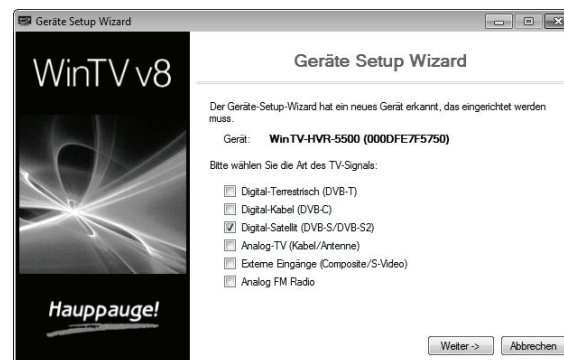 Geräte Setup Wizard
WinTV v8
Hauppauge!
Geräte Setup Wizard
Der Geräte-Setup-Wizard hat ein neues Gerät erkannt, das eingerichtet werden
muss.
Gerät: WinTV-HVR-5500 (000DFE7F5750)
Bitte wählen Sie die Art des TV-Signals:
Digital-Terrestrisch (DVB-T)
Digital-Kabel (DVB-C)
Digital-Satellit (DVB-S/DVB-S2)
Analog-TV (Kabel/Antenne)
Externe Eingänge (Composite/S-Video)
Analog FM Radio
Weiter -> Abbrechen